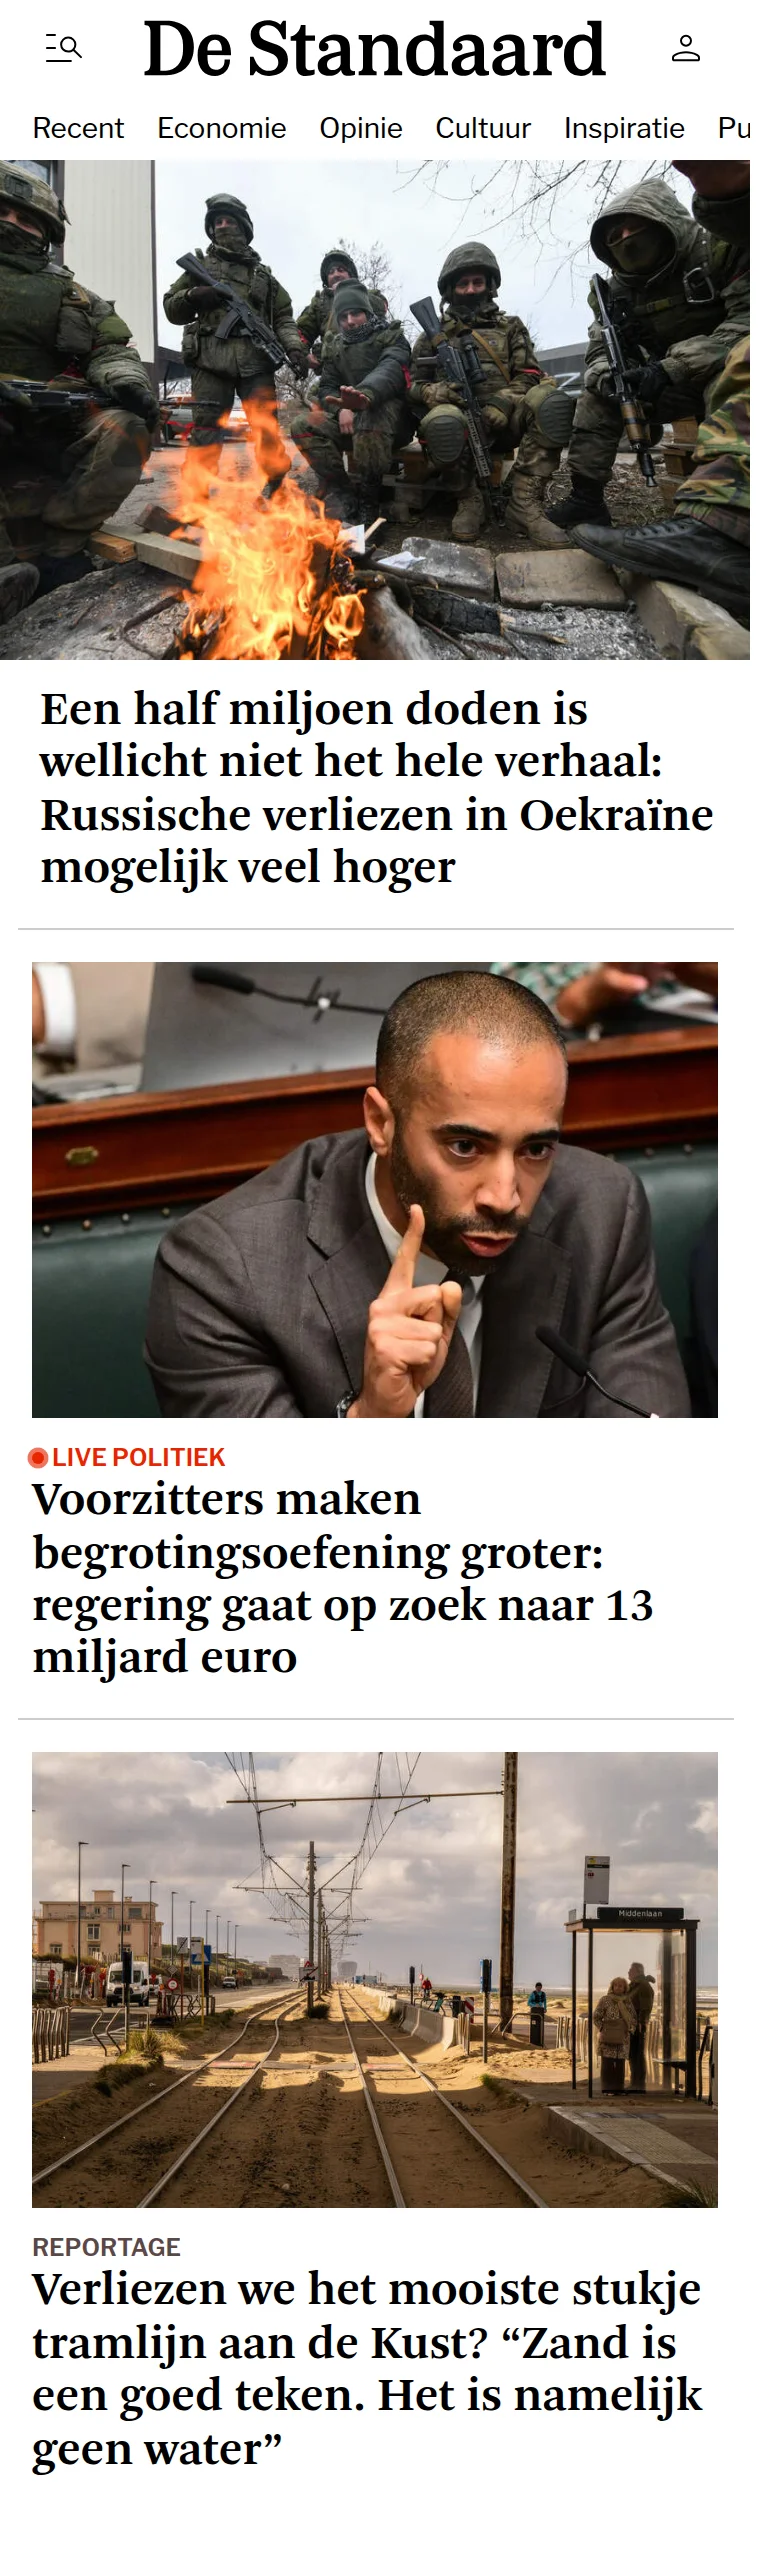 De Standaard
Recent Economie Opinie Cultuur Inspiratie Pu
Een half miljoen doden is
wellicht niet het hele verhaal:
Russische verliezen in Oekraïne
mogelijk veel hoger
LIVE POLITIEK
Voorzitters maken
begrotingsoefening groter:
regering gaat op zoek naar 13
miljard euro
Middenlaan
REPORTAGE
Verliezen we het mooiste stukje
tramlijn aan de Kust? “Zand is
een goed teken. Het is namelijk
geen water”